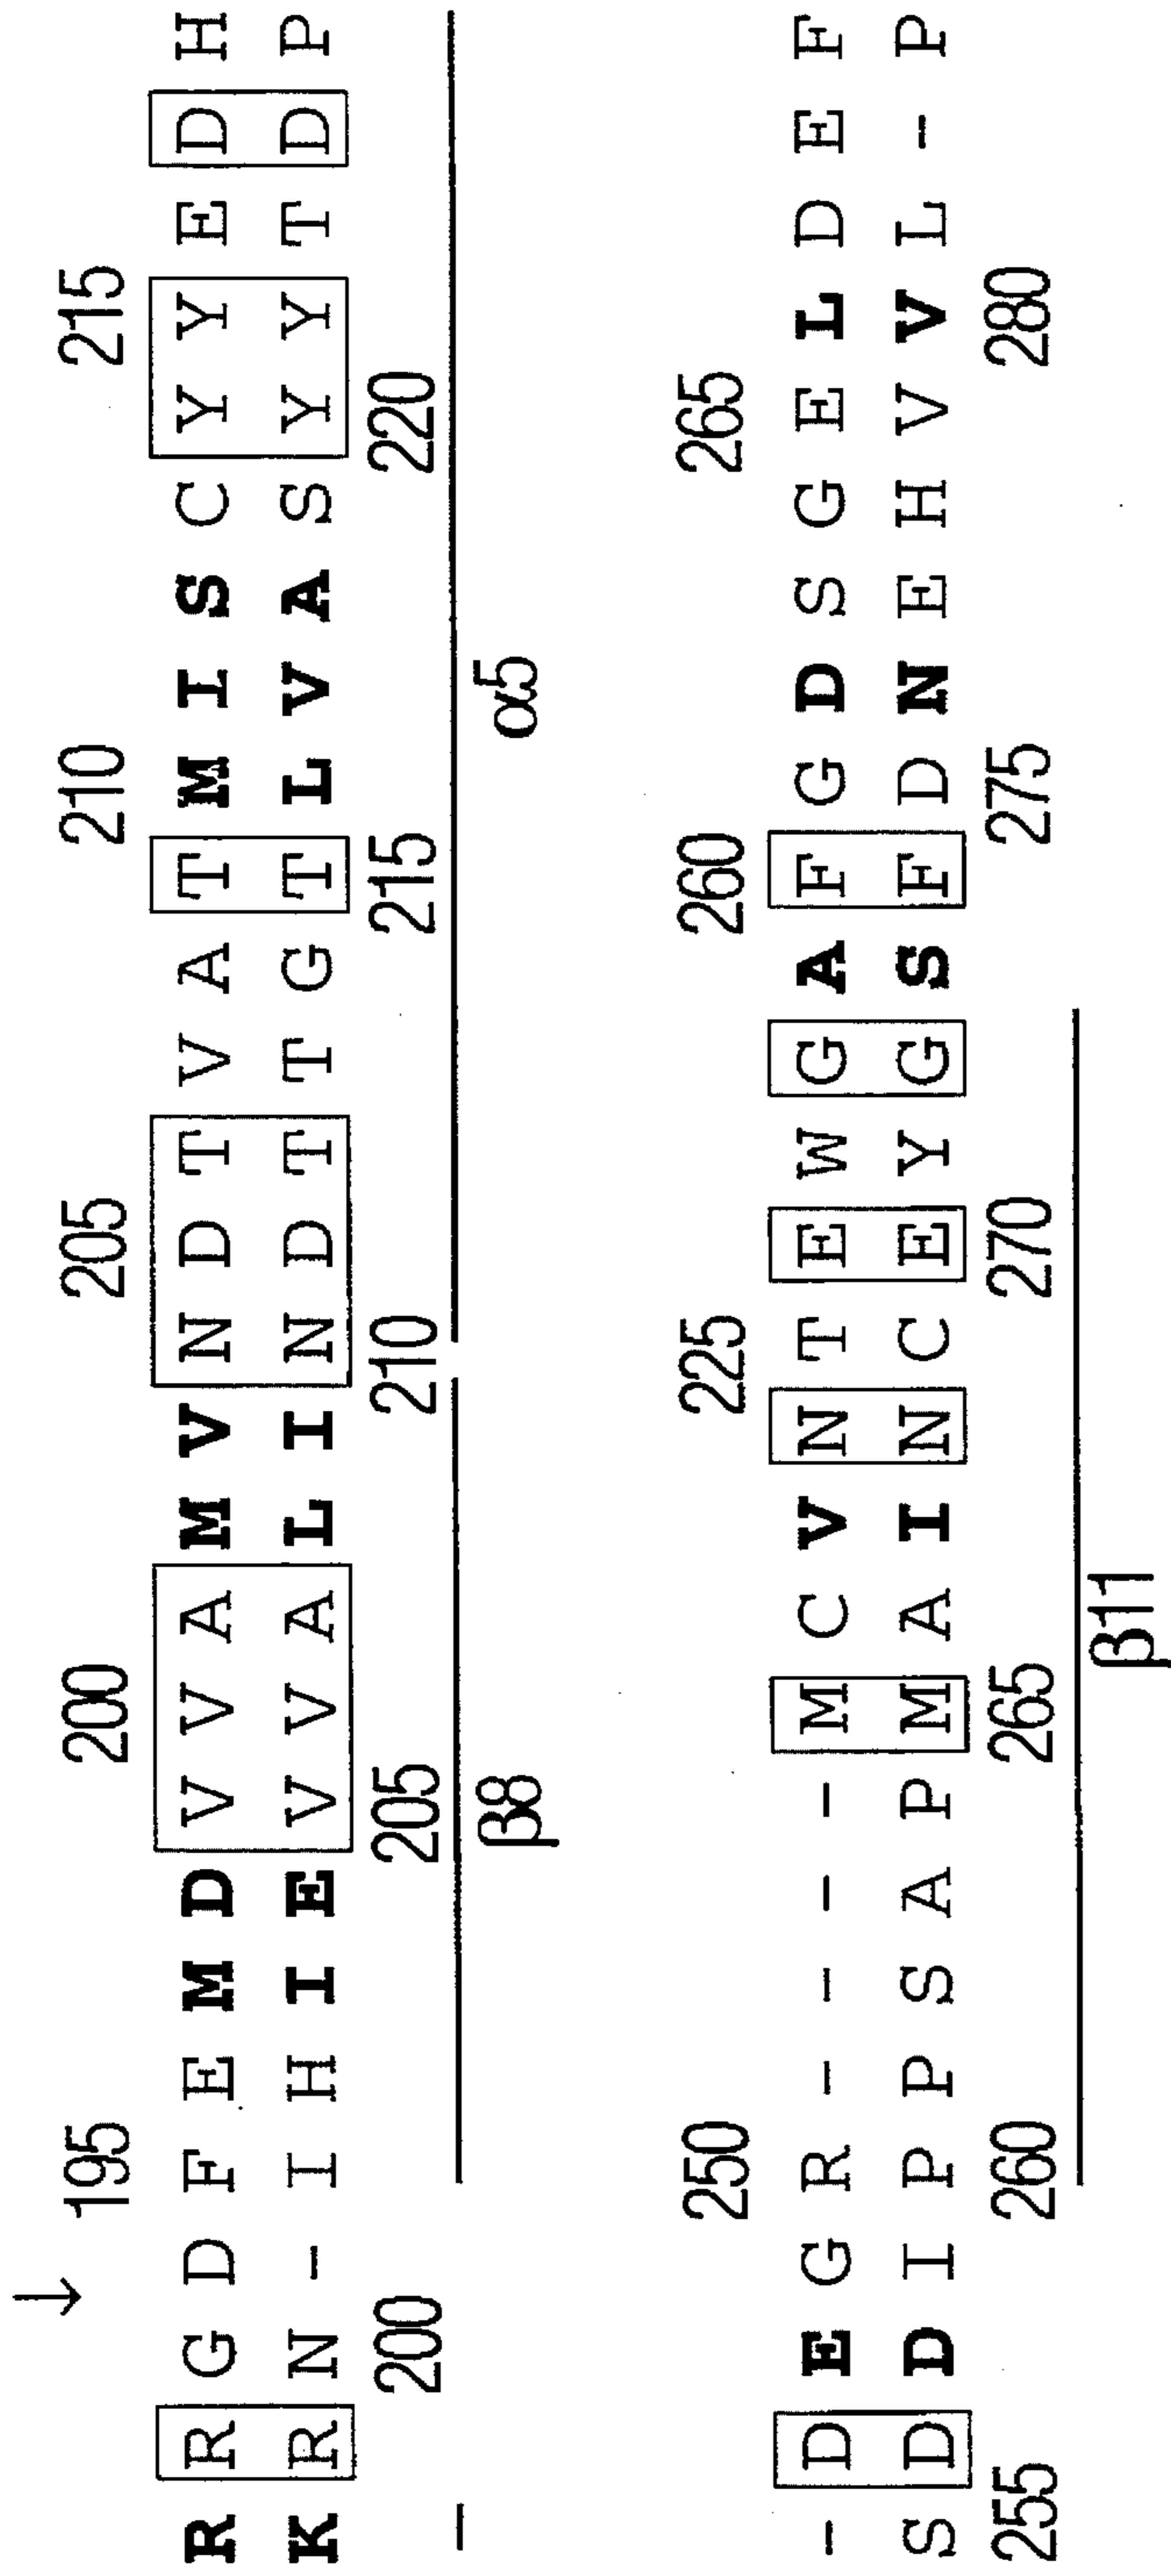 ↓ 195 200 205 210 215
R R G D F E M D V V A M V N D T V A T M I S C Y Y E D H
K R N - I H I E V V A L I N D T T G T L V A S Y Y T D P
200 205 210 215 220
β8 α5
250 225 260 265
- D E G R - - - - M C V N T E W G A F G D S G E L D E F
S D D I P P S A P M A I N C E Y G S F D N E H V V L - P
255 260 265 270 275 280
β11